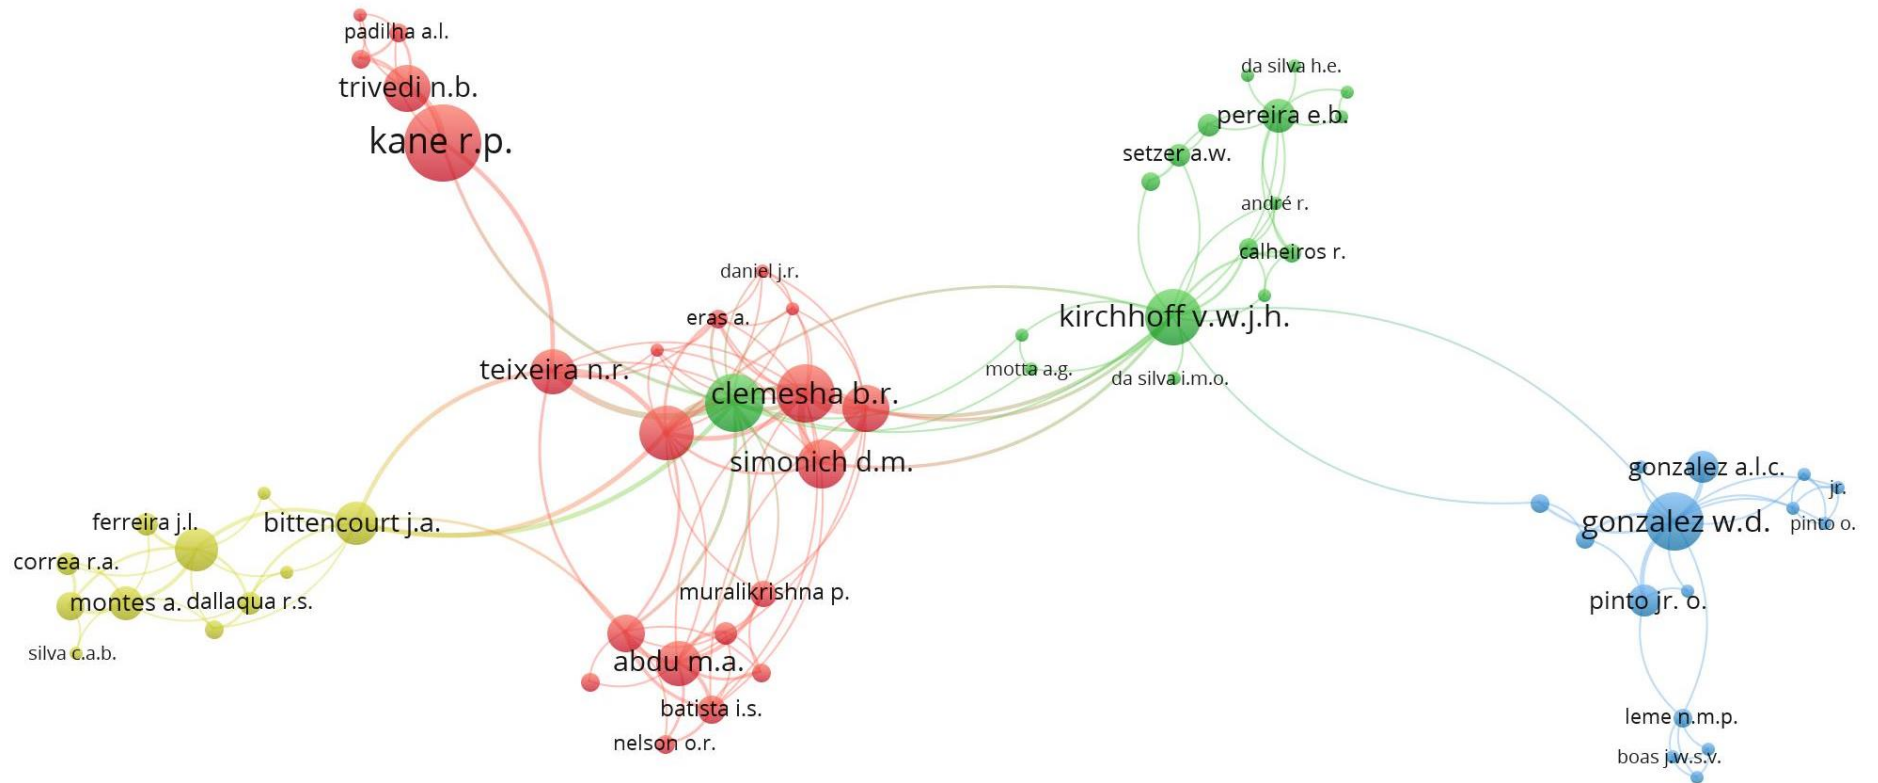 padilha a.l.
trivedi n.b.
kane r.p.
da silva h.e.
pereira e.b.
setzer a.w.
andré r.
calheiros r.
daniel j.r.
eras a.
kirchhoff v.w.j.h.
teixeira n.r.
motta a.g.
da silva i.m.o.
clemesha b.r.
simonich d.m.
gonzalez a.l.c.
jr.
gonzalez w.d.
pinto o.
ferreira j.l.
bittencourt j.a.
correa r.a.
montes a.
dallaqua r.s.
silva c.a.b.
muralikrishna p.
pinto jr. o.
abdu m.a.
batista i.s.
nelson o.r.
leme n.m.p.
boas j.w.s.v.